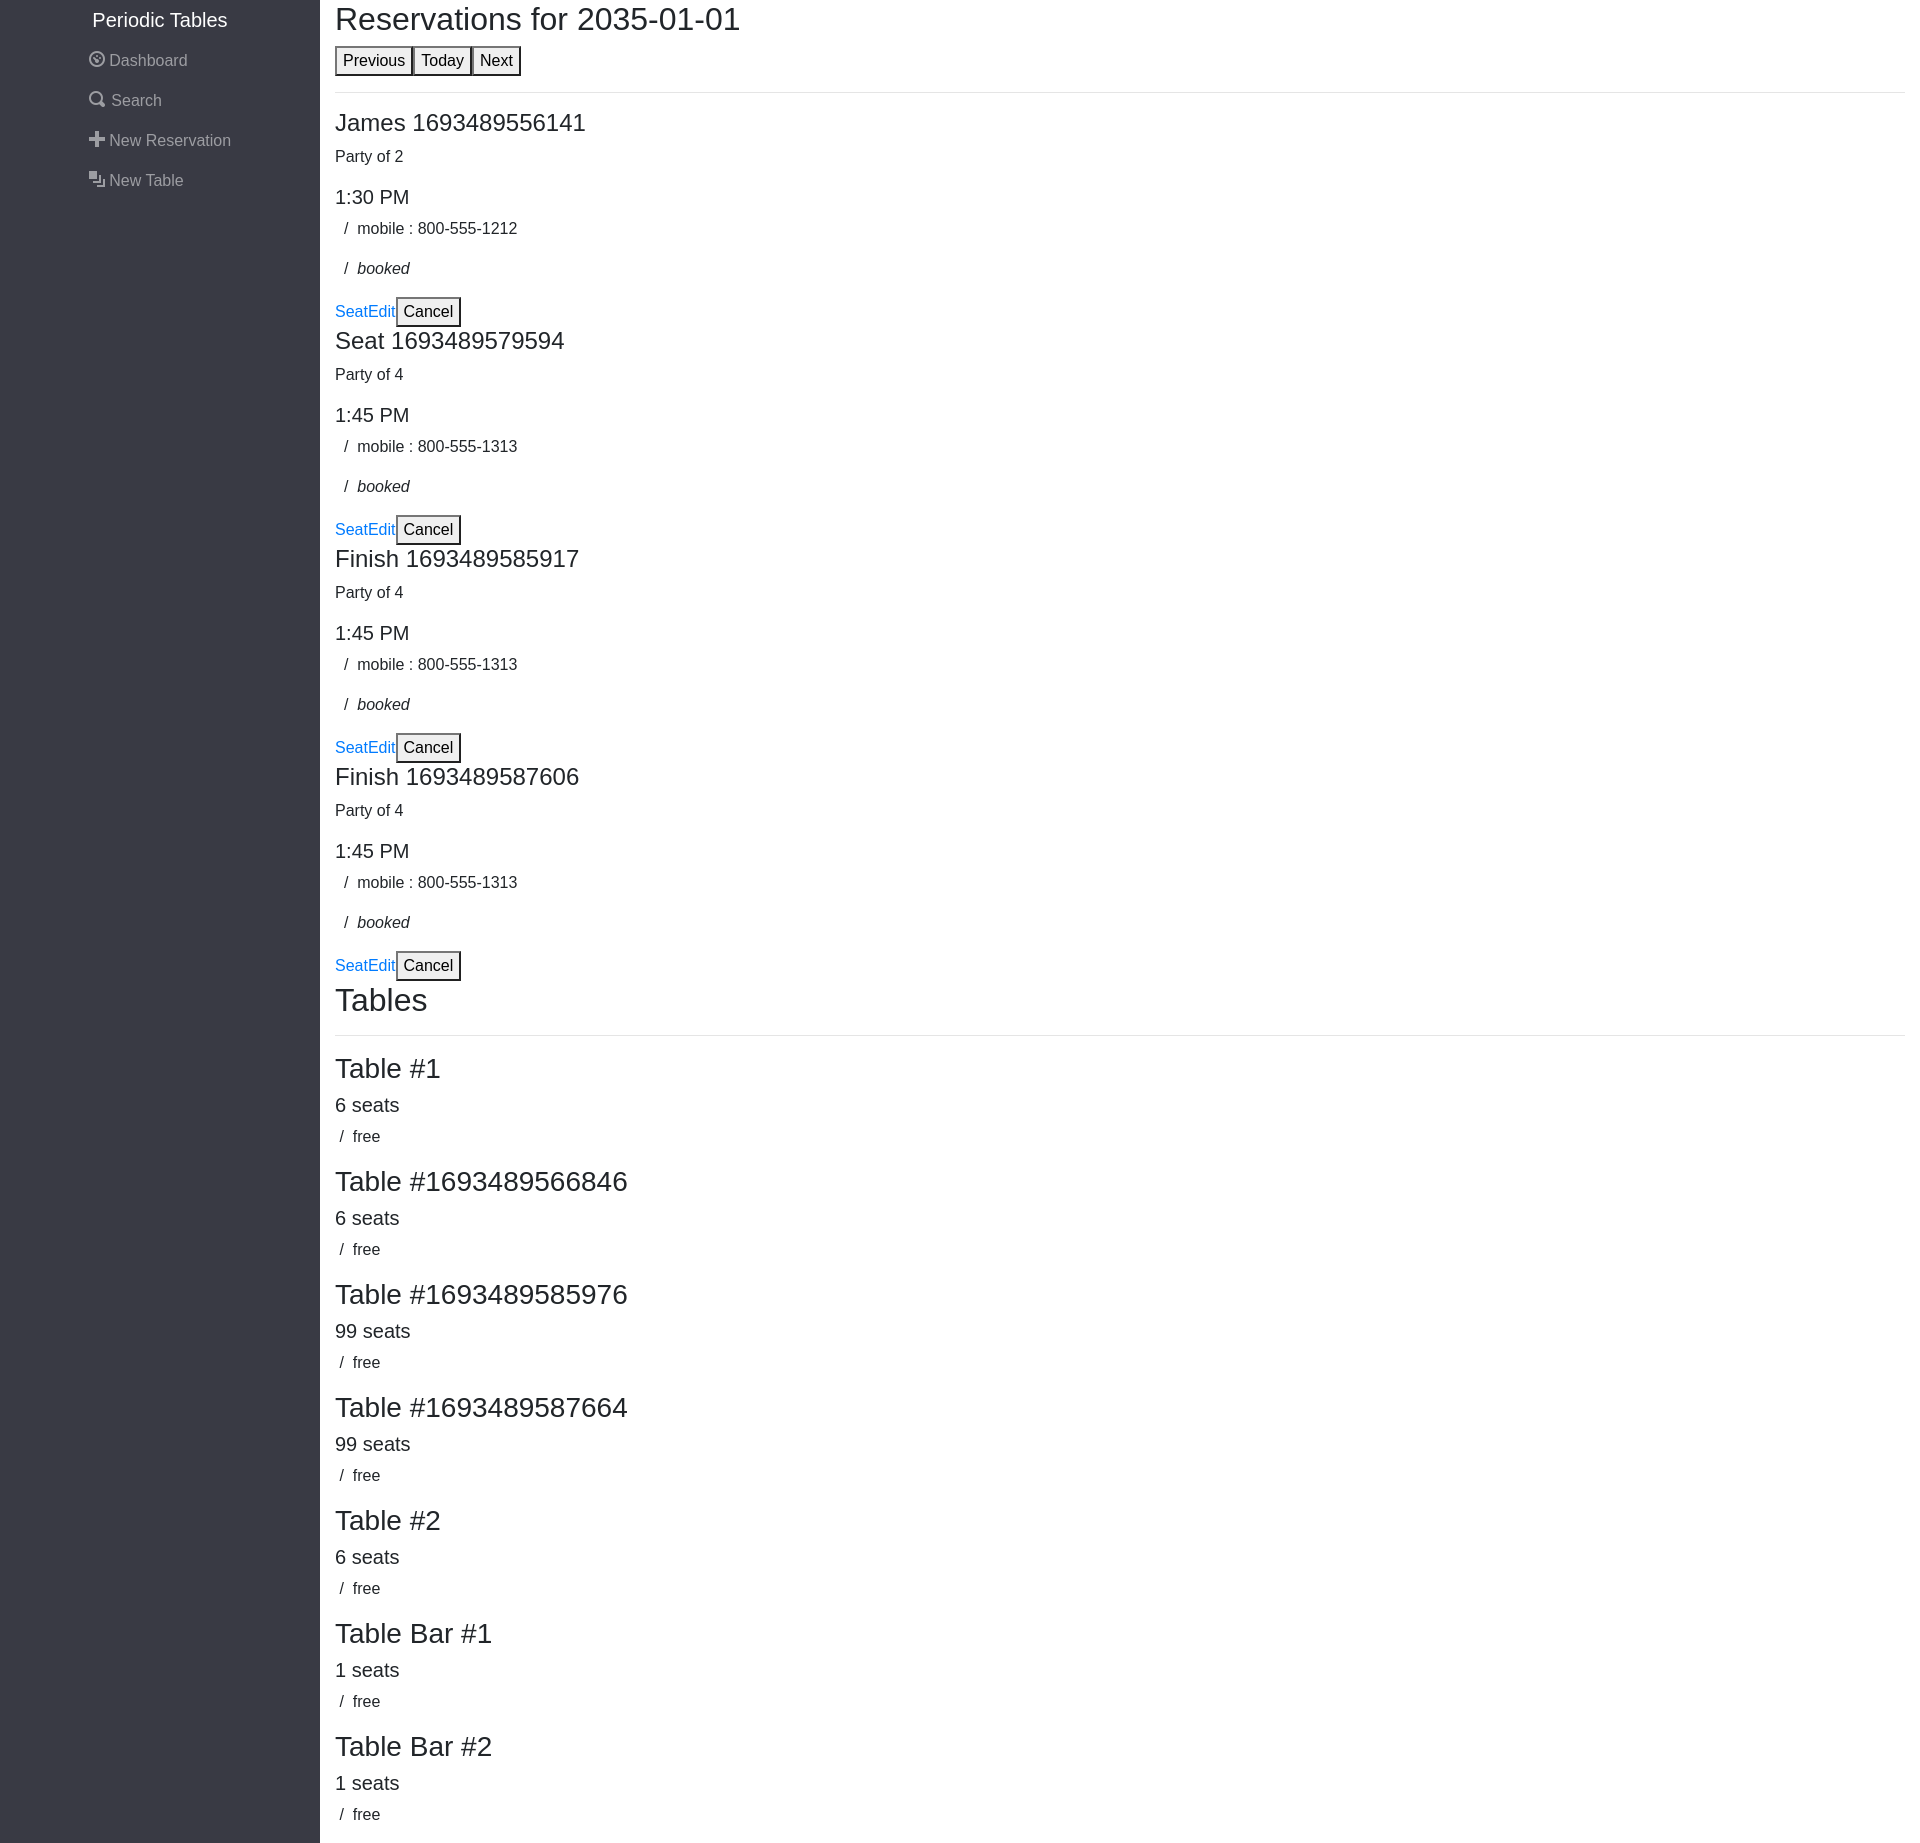 Periodic Tables
Dashboard
Search
New Reservation
New Table
Reservations for 2035-01-01
Previous Today Next
James 1693489556141
Party of 2
1:30 PM
/ mobile : 800-555-1212
/ booked
SeatEdit Cancel
Seat 1693489579594
Party of 4
1:45 PM
/ mobile : 800-555-1313
/ booked
SeatEdit Cancel
Finish 1693489585917
Party of 4
1:45 PM
/ mobile : 800-555-1313
/ booked
SeatEdit Cancel
Finish 1693489587606
Party of 4
1:45 PM
/ mobile : 800-555-1313
/ booked
SeatEdit Cancel
Tables
Table #1
6 seats
/ free
Table #1693489566846
6 seats
/ free
Table #1693489585976
99 seats
/ free
Table #1693489587664
99 seats
/ free
Table #2
6 seats
/ free
Table Bar #1
1 seats
/ free
Table Bar #2
1 seats
/ free